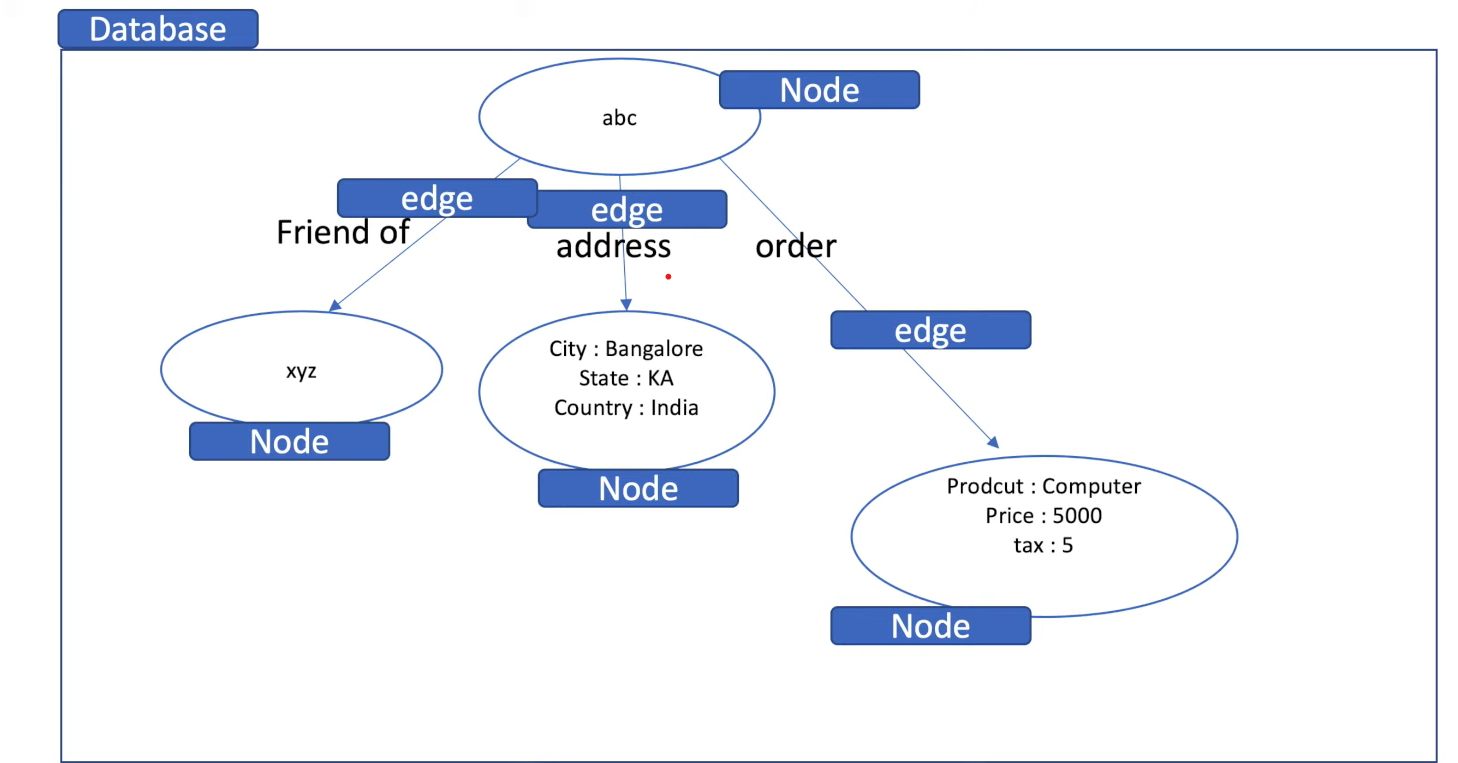 Database
Node
abc
edge
edge
Friend of
address
order
edge
xyz
City : Bangalore
State : KA
Country : India
Node
Node
Prodcut : Computer
Price : 5000
tax : 5
Node